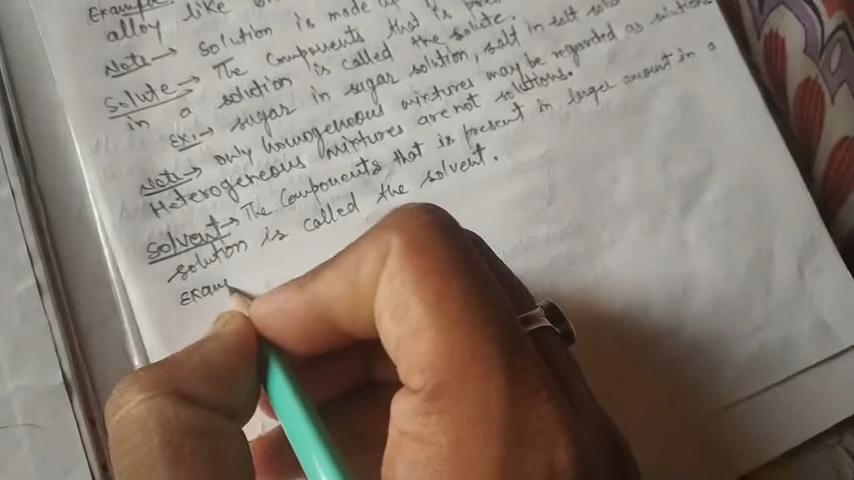 Example
alloy like
Note → Solution is made up
Solute → The Components that is
in a solution is called the solute.
Ex: → sugar in sugar solution, salt in salt
Note → only homogeneous mixtures may be regarded as solutions
Heterogeneous mixtures are not solutions.
Solvent → The Components that is present in larger amount in a
solution is called the solvent.
Exam